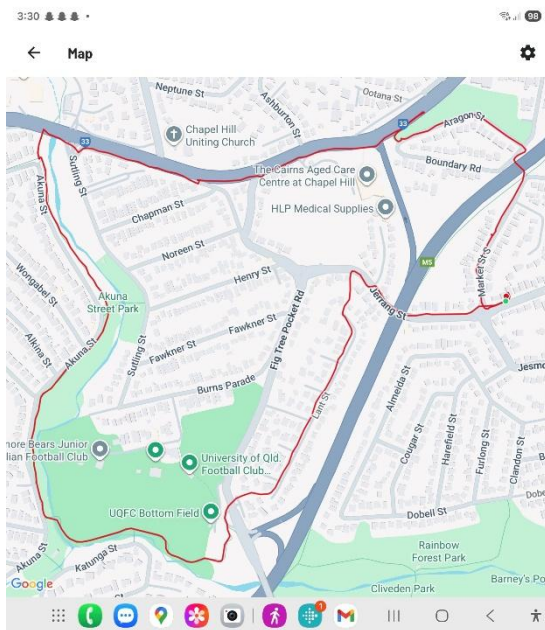 3:30
98
Map
Neptune St
Ootana St
Ashburton St
33
Aragon St
33
Chapel Hill
Uniting Church
Sutling St
The Cairns Aged Care
Centre at Chapel Hill
Boundary Rd
Akuna St
HLP Medical Supplies
Chapman St
Noreen St
M5
Market St S
Henry St
Wongabel St
Akuna
Street Park
Jerrang St
Fig Tree Pocket Rd
Fawkner St
Alkina St
Akuna St
Sutling St
Fawkner St
Jesmo
Burns Parade
Lant St
Almeida St
more Bears Junior
lian Football Club
University of Qld.
Football Club...
Cougar St
Harefield St
Furlong St
Clandon St
UQFC Bottom Field
Dobell St
Dobe
Akuna St
Katunga St
Rainbow
Forest Park
Google
Cliveden Park
Barney's Po
1